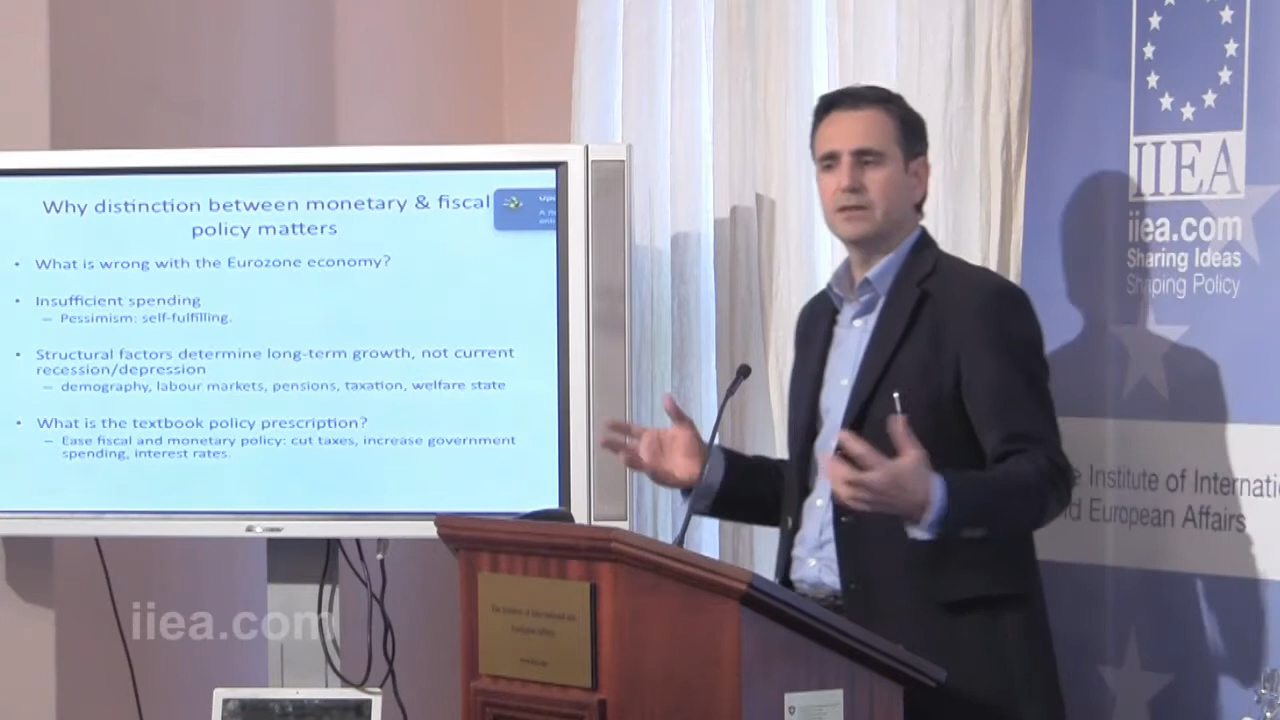 Why distinction between monetary & fiscal
policy matters
• What is wrong with the Eurozone economy?
• Insufficient spending
– Pessimism: self-fulfilling.
• Structural factors determine long-term growth, not current
recession/depression
– demography, labour markets, pensions, taxation, welfare state
• What is the textbook policy prescription?
– Ease fiscal and monetary policy: cut taxes, increase government
spending, interest rates.
IIEA
iiea.com
Sharing Ideas
Shaping Policy
Institute of Internati
European Affairs
iiea.com